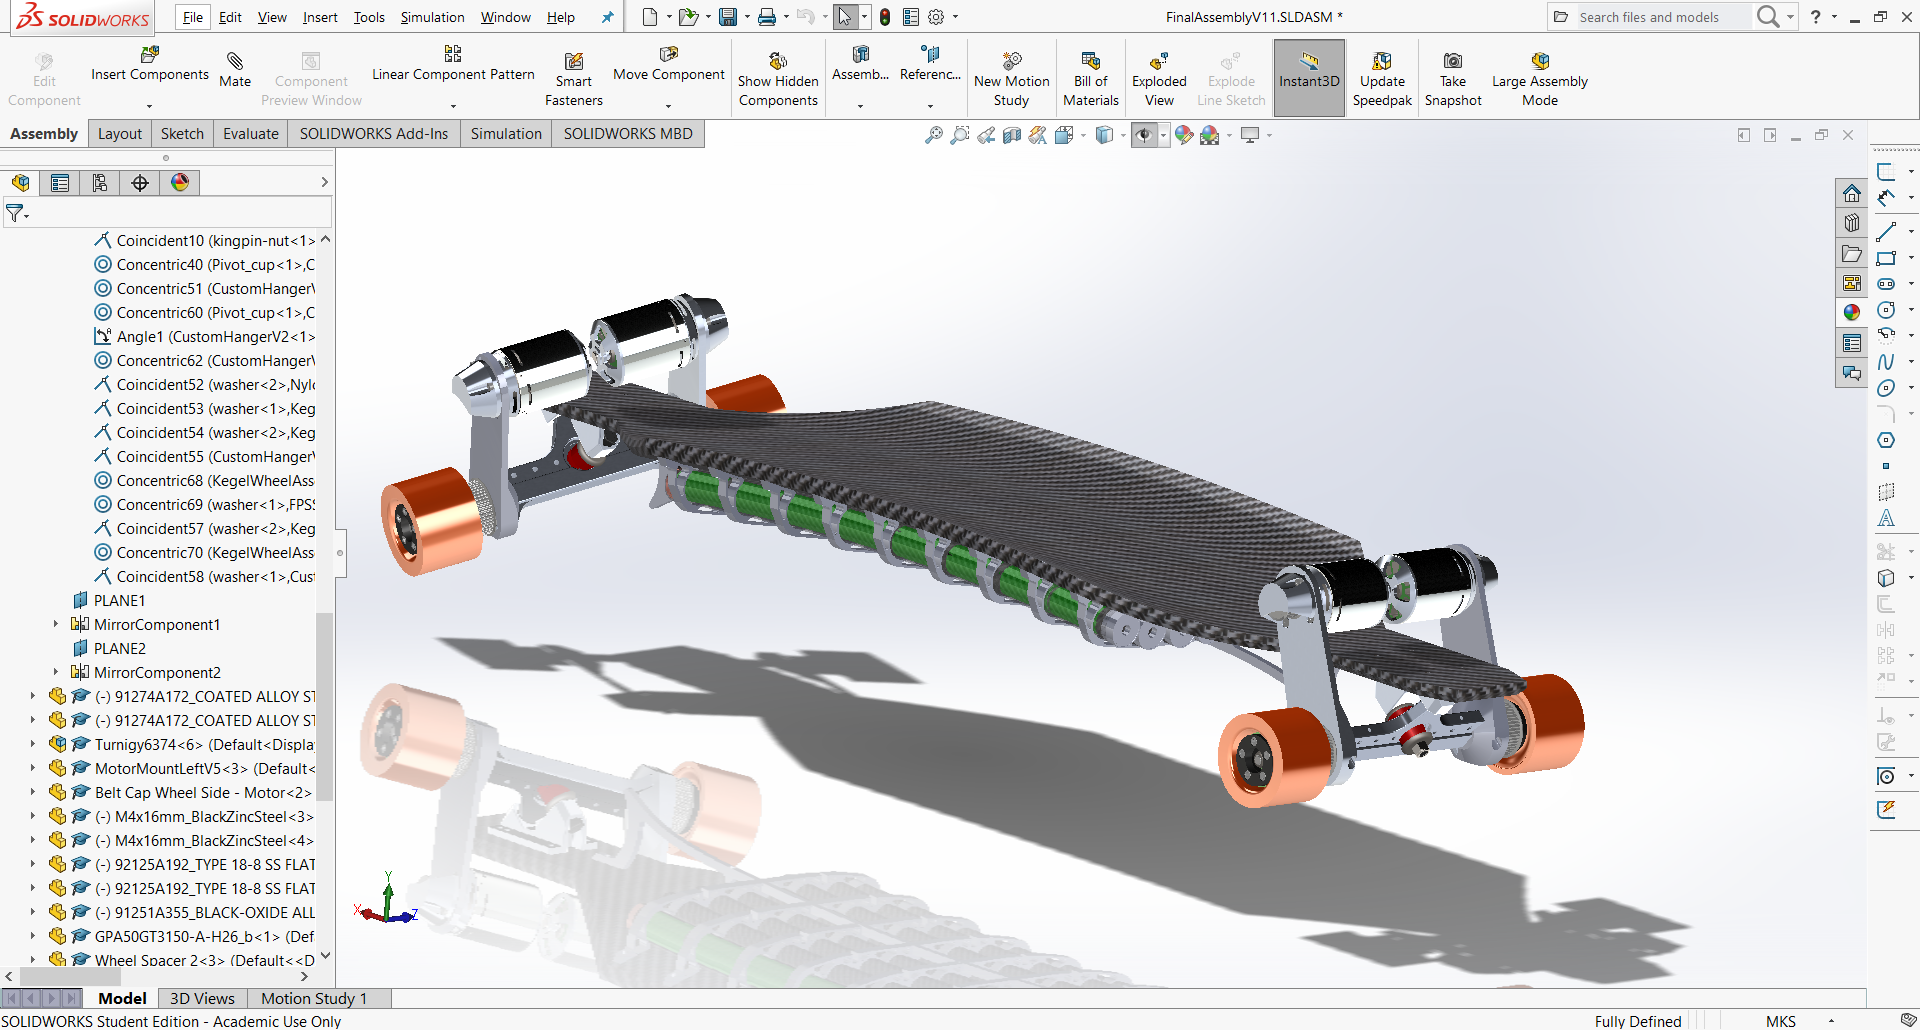 SOLIDWORKS
File Edit View Insert Tools Simulation Window Help
FinalAssemblyV11.SLDASM *
Search files and models
?
Edit Component
Insert Components
Mate
Component Preview Window
Linear Component Pattern
Smart Fasteners
Move Component
Show Hidden Components
Assemb...
Referenc...
New Motion Study
Bill of Materials
Exploded View
Explode Line Sketch
Instant3D
Update Speedpak
Take Snapshot
Large Assembly Mode
Assembly Layout Sketch Evaluate SOLIDWORKS Add-Ins Simulation SOLIDWORKS MBD
Coincident10 (kingpin-nut<1>
Concentric40 (Pivot_cup<1>,C
Concentric51 (CustomHangerV
Concentric60 (Pivot_cup<1>,C
Angle1 (CustomHangerV2<1>
Concentric62 (CustomHangerV
Coincident52 (washer<2>,Nylo
Coincident53 (washer<1>,Keg
Coincident54 (washer<2>,Keg
Coincident55 (CustomHangerV
Concentric68 (KegelWheelAss
Concentric69 (washer<1>,FPSS
Coincident57 (washer<2>,Keg
Concentric70 (KegelWheelAss
Coincident58 (washer<1>,Cust
PLANE1
MirrorComponent1
PLANE2
MirrorComponent2
(-) 91274A172_COATED ALLOY ST
(-) 91274A172_COATED ALLOY ST
Turnigy6374<6> (Default<Displa
MotorMountLeftV5<3> (Default<
Belt Cap Wheel Side - Motor<2>
(-) M4x16mm_BlackZincSteel<3>
(-) M4x16mm_BlackZincSteel<4>
(-) 92125A192_TYPE 18-8 SS FLAT
(-) 92125A192_TYPE 18-8 SS FLAT
(-) 91251A355_BLACK-OXIDE ALL
GPA50GT3150-A-H26_b<1> (Def
Wheel Spacer 2<3> (Default<<D
Y
X
Z
Model 3D Views Motion Study 1
SOLIDWORKS Student Edition - Academic Use Only
Fully Defined
MKS